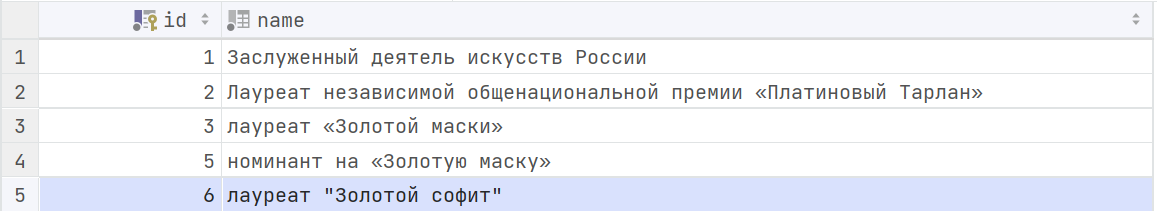 id name
1 1 Заслуженный деятель искусств России
2 2 Лауреат независимой общенациональной премии «Платиновый Тарлан»
3 3 лауреат «Золотой маски»
4 5 номинант на «Золотую маску»
5 6 лауреат "Золотой софит"